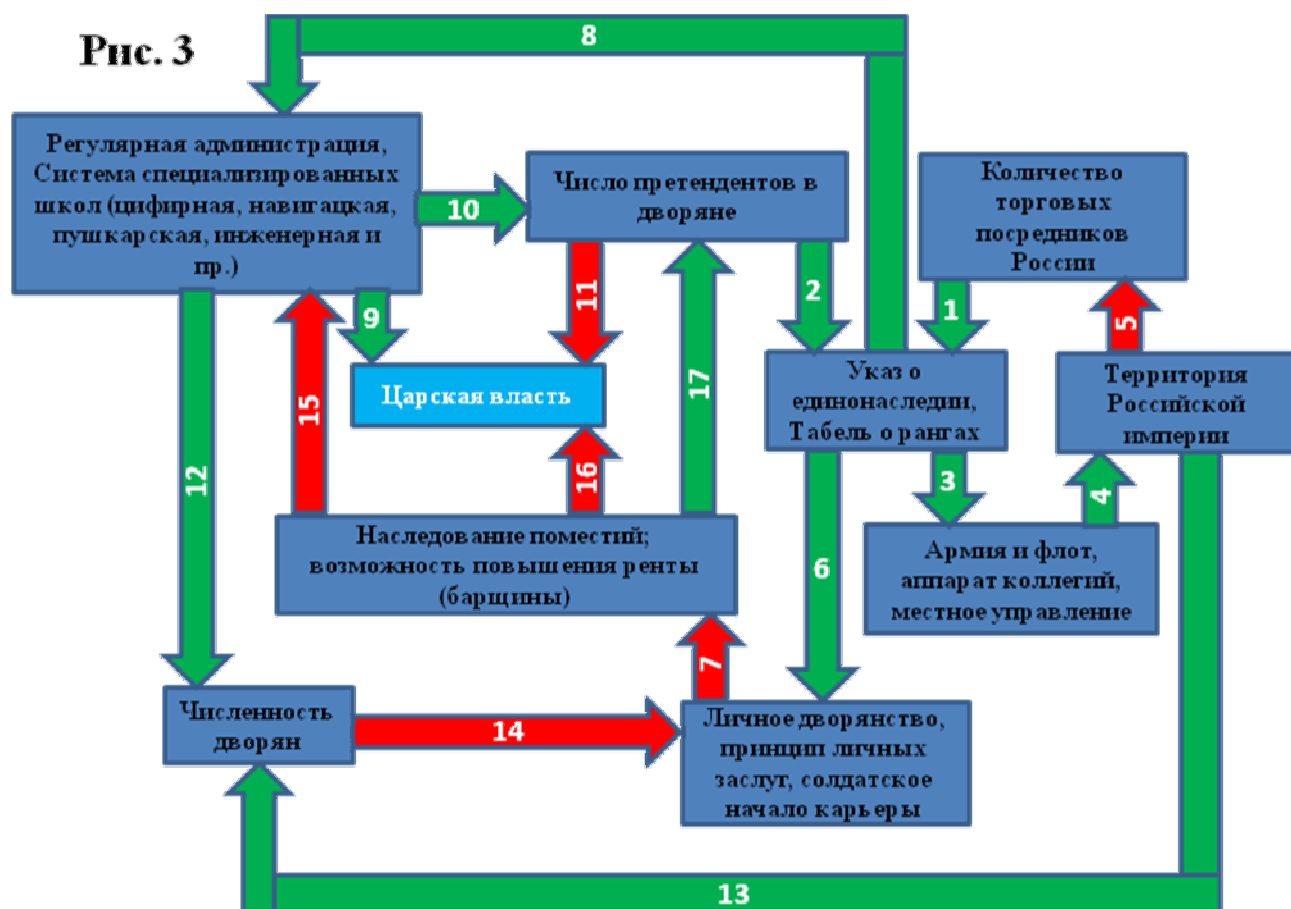 Рис. 3
8
Регулярная администрация,
Система специализированных
школ (цифирная, навигацкая,
пушкарская, инженерная и
пр.)
10
Число претендентов в
дворяне
Количество
торговых
посредников
России
9
11
2
1
5
Царская власть
Указ о
единонаследии,
Табель о рангах
Территория
Российской
империи
15
17
12
16
3
4
Наследование поместий;
возможность повышения ренты
(барщины)
6
Армия и флот,
аппарат коллегий,
местное управление
7
Численность
дворян
14
Личное дворянство,
принцип личных
заслуг, солдатское
начало карьеры
13